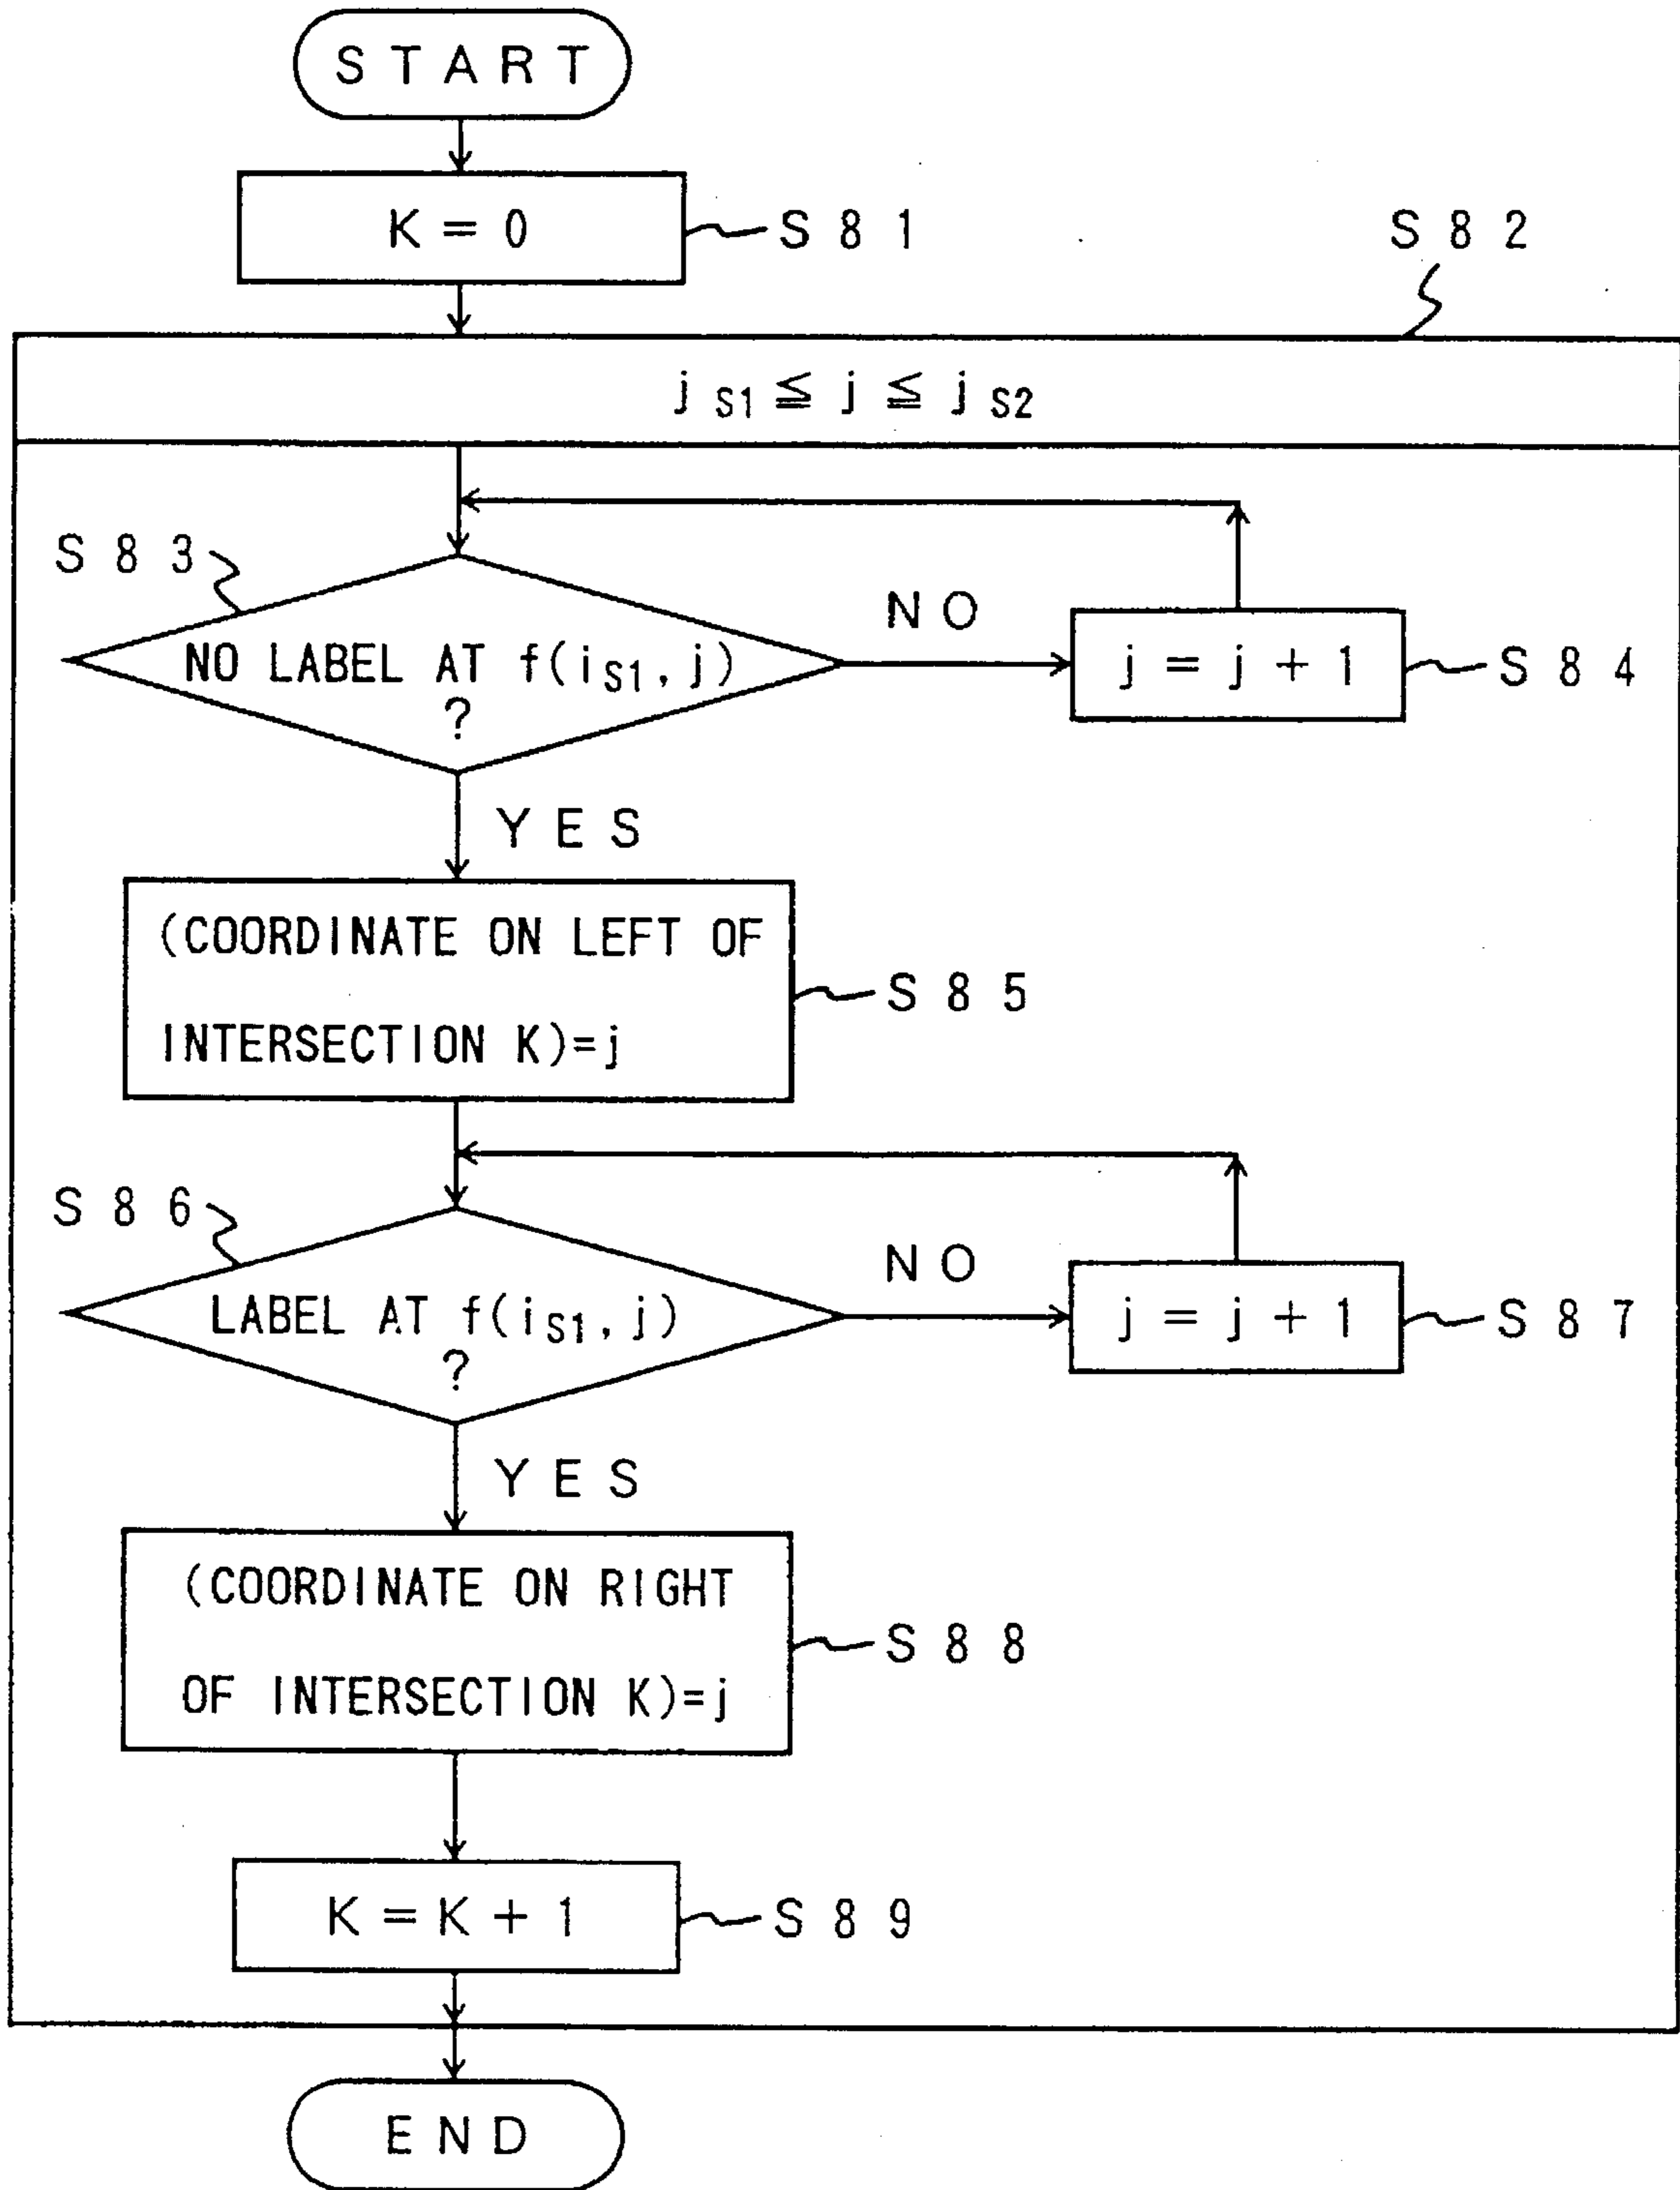 START
K = 0
S81
S82
j S1 ≦ j ≦ j S2
S83
NO LABEL AT f(iS1, j)
?
NO
j = j + 1
S84
YES
(COORDINATE ON LEFT OF
INTERSECTION K)=j
S85
S86
LABEL AT f(iS1, j)
?
NO
j = j + 1
S87
YES
(COORDINATE ON RIGHT
OF INTERSECTION K)=j
S88
K = K + 1
S89
END